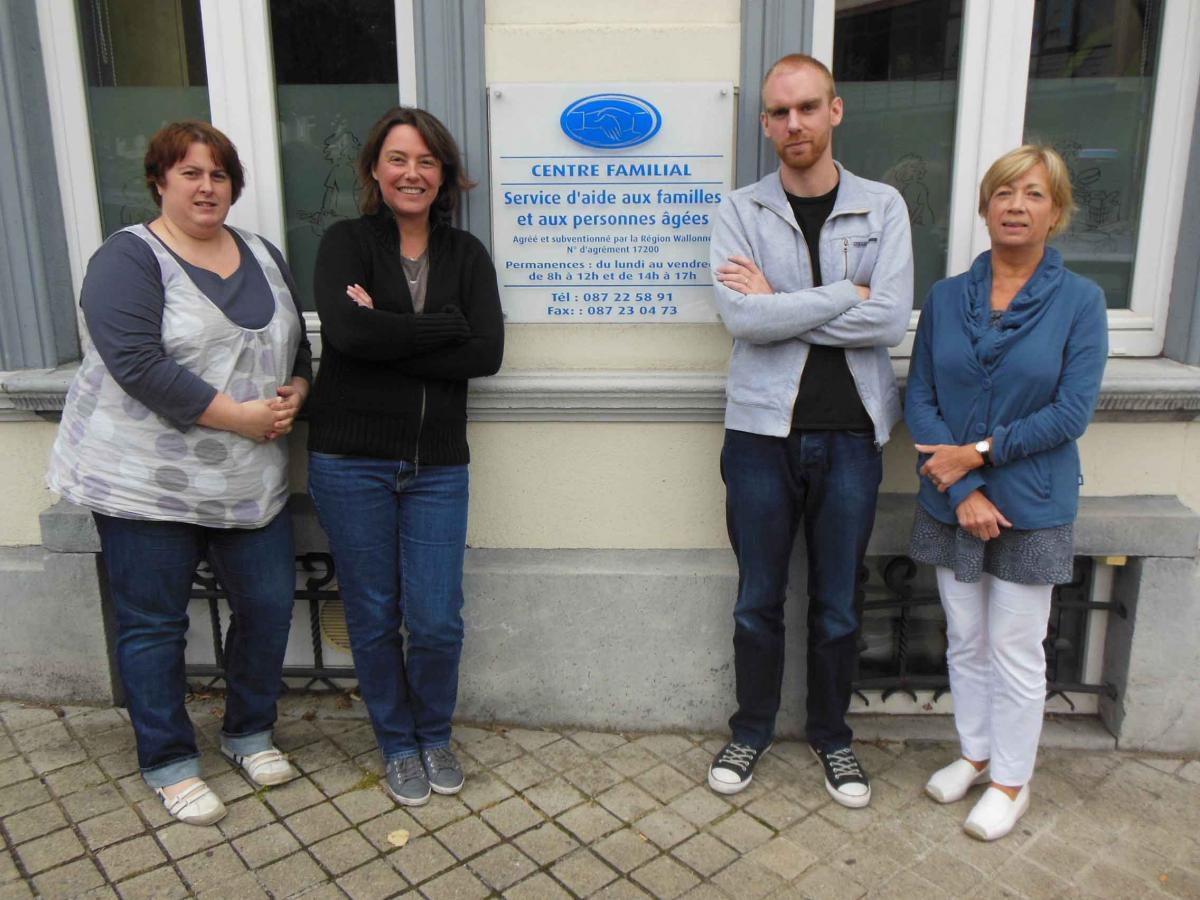 CENTRE FAMILIAL
Service d'aide aux familles
et aux personnes âgées
Agréé et subventionné par la Région Wallonne
N° d'agrément 17200
Permanences : du lundi au vendre
de 8h à 12h et de 14h à 17h
Tél : 087 22 58 91
Fax: : 087 23 04 73